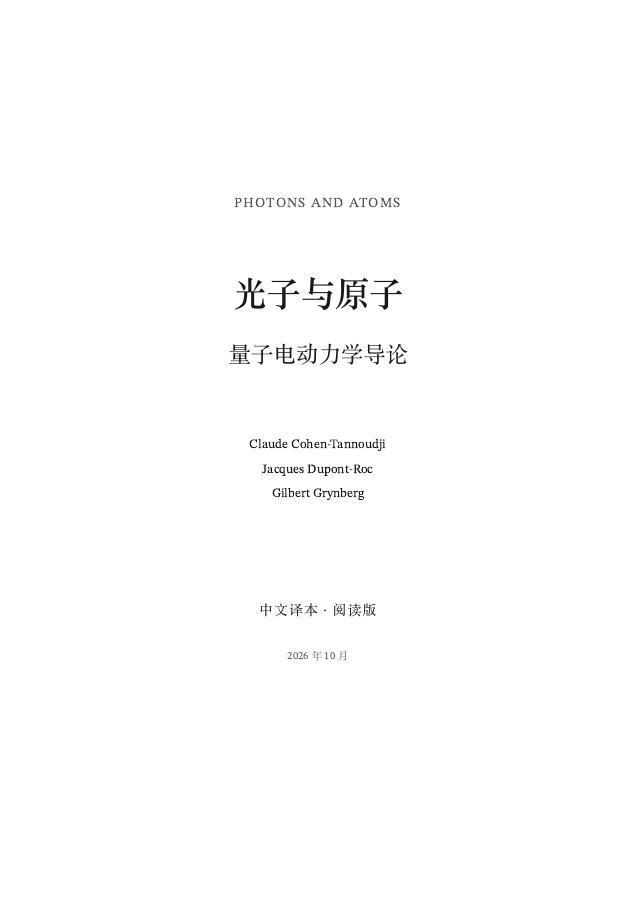 PHOTONS AND ATOMS
光子与原子
量子电动力学导论
Claude Cohen-Tannoudji
Jacques Dupont-Roc
Gilbert Grynberg
中文译本 · 阅读版
2026 年 10 月